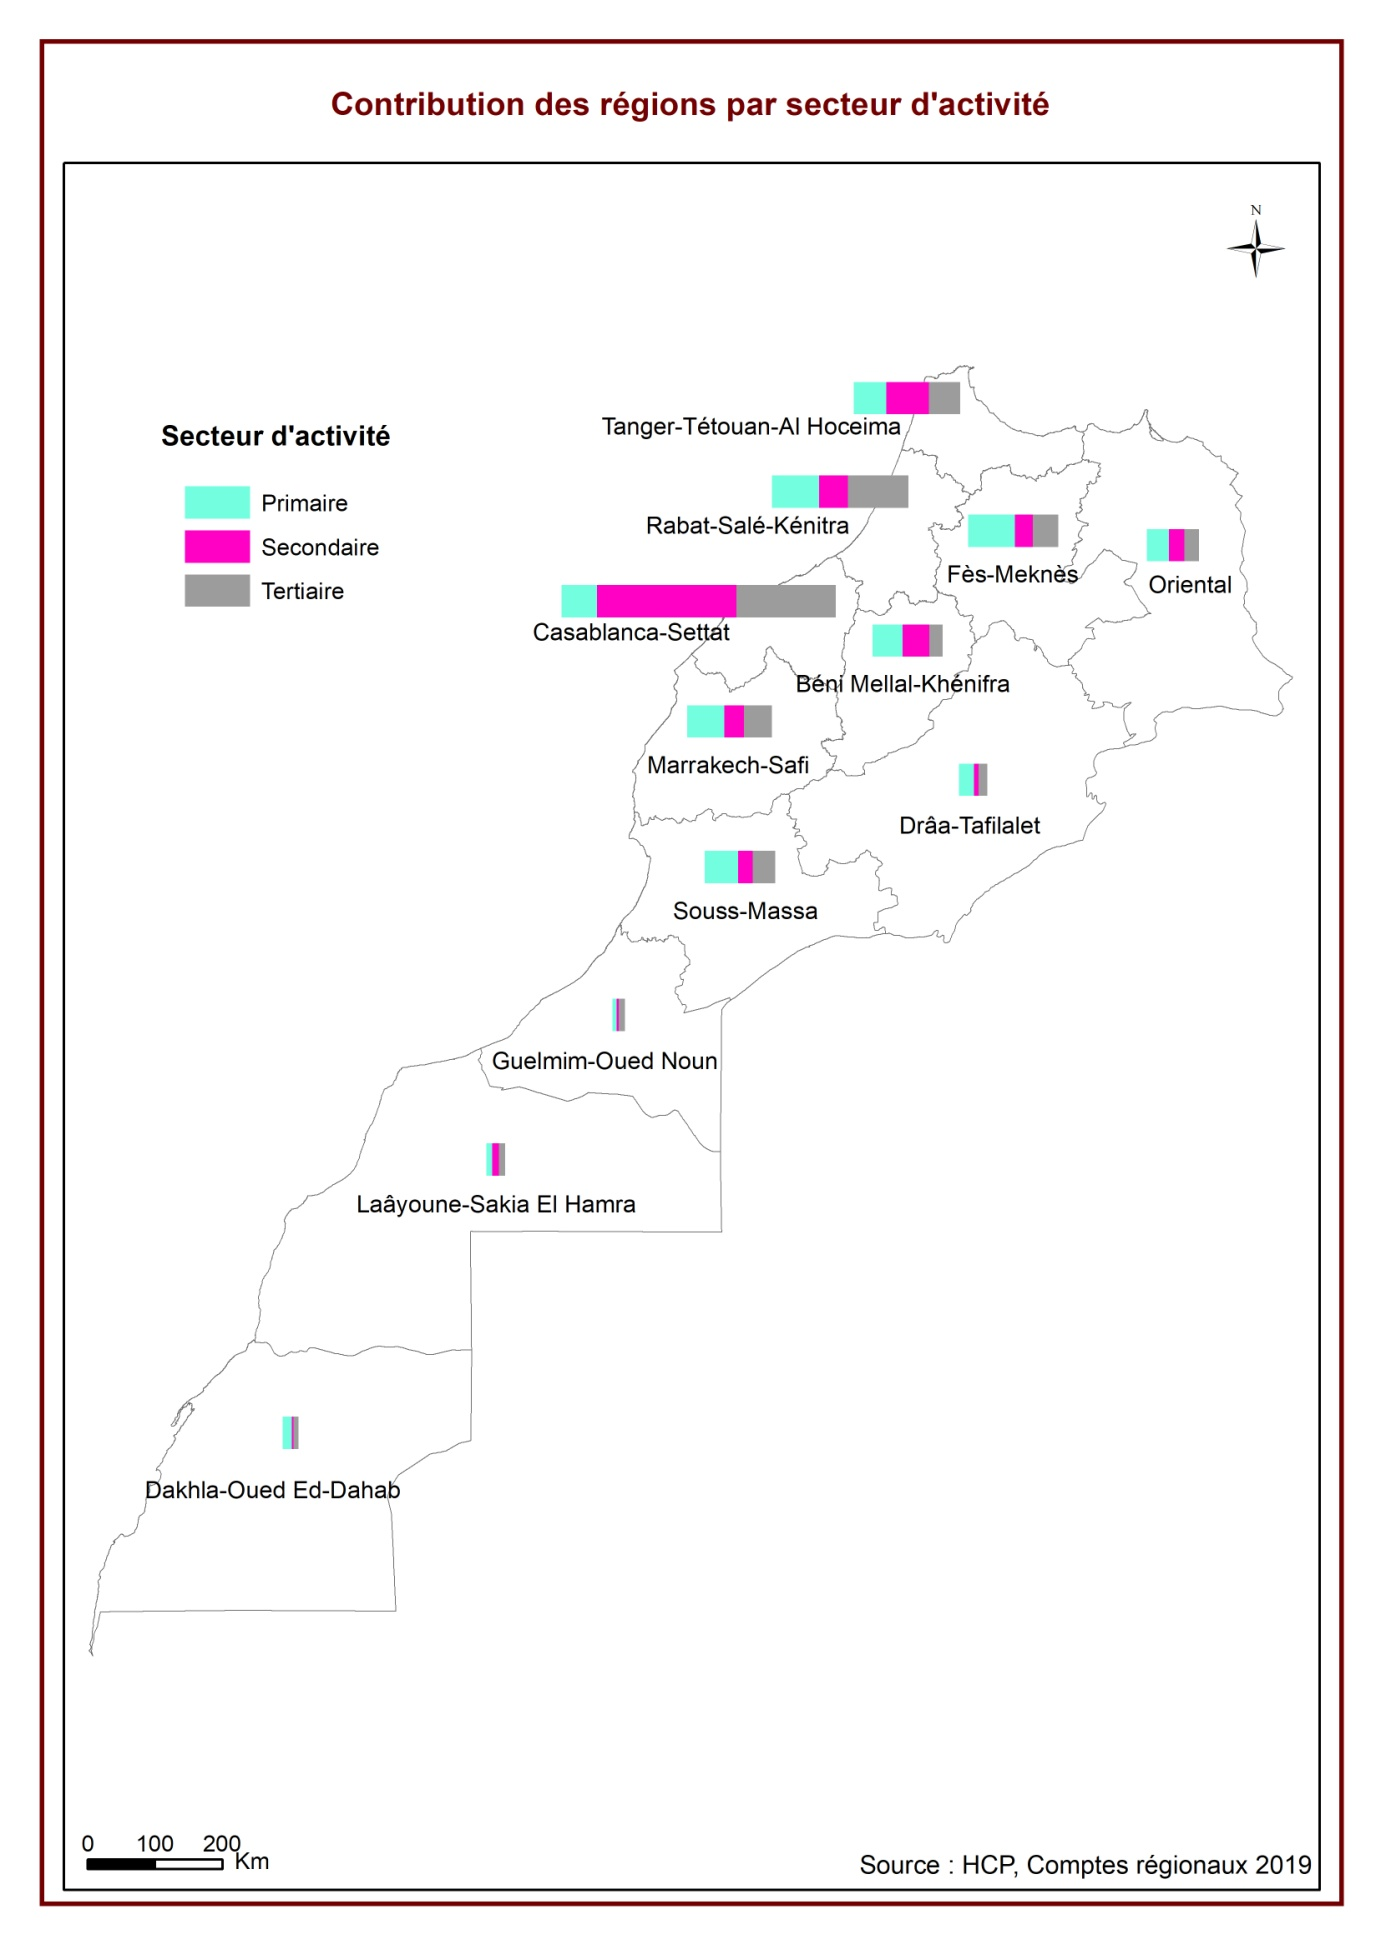 Contribution des régions par secteur d'activité
N
Tanger-Tétouan-Al Hoceima
Secteur d'activité
Primaire
Secondaire
Tertiaire
Rabat-Salé-Kénitra
Fès-Meknès
Oriental
Casablanca-Settat
Béni Mellal-Khénifra
Marrakech-Safi
Drâa-Tafilalet
Souss-Massa
Guelmim-Oued Noun
Laâyoune-Sakia El Hamra
Dakhla-Oued Ed-Dahab
0 100 200
Km
Source : HCP, Comptes régionaux 2019